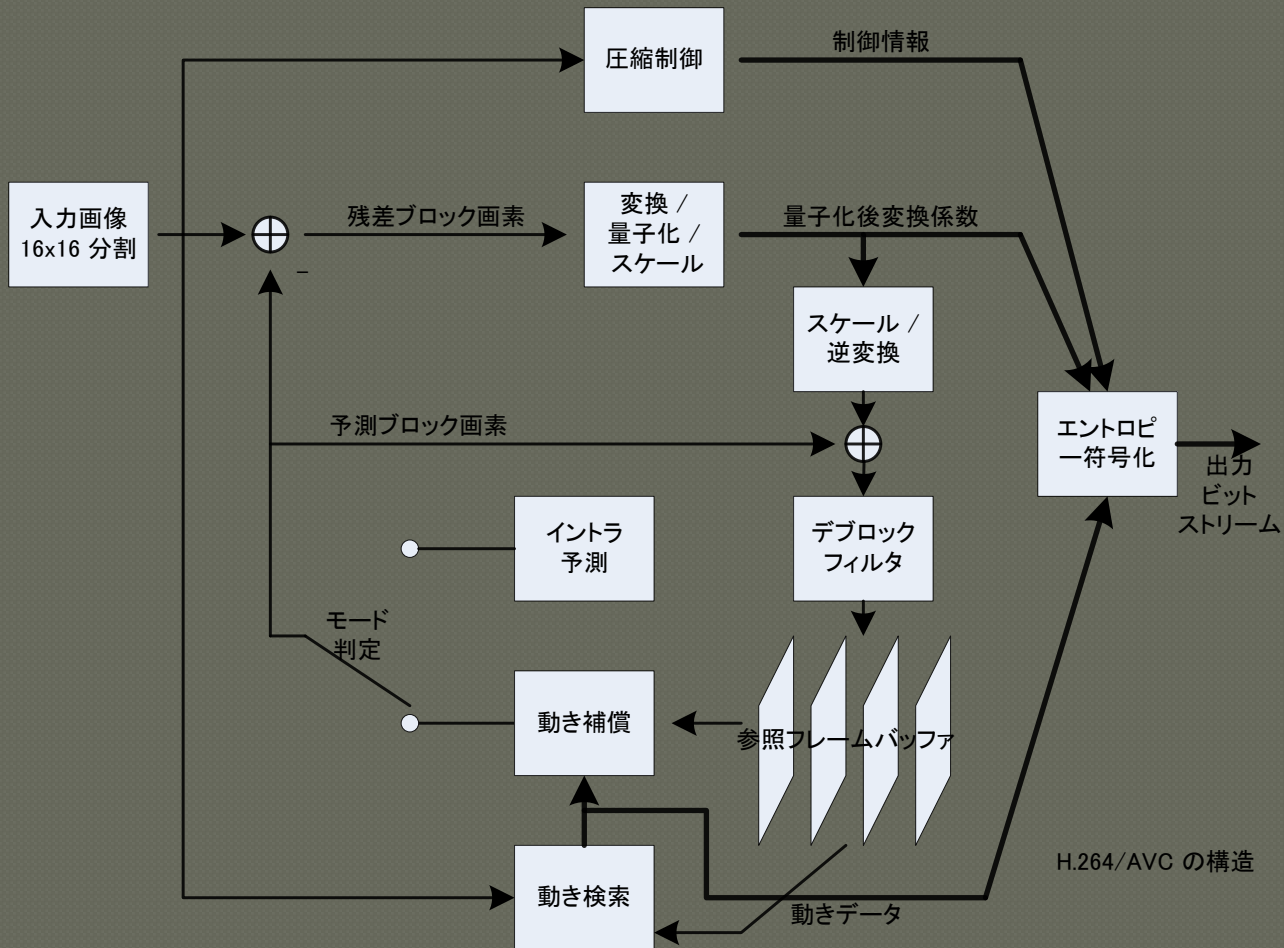 圧縮制御
制御情報
入力画像
16x16 分割
残差ブロック画素
変換 /
量子化 /
スケール
量子化後変換係数
–
スケール /
逆変換
予測ブロック画素
エントロピ
ー符号化
出力
ビット
ストリーム
イントラ
予測
デブロック
フィルタ
モード
判定
動き補償
参照フレームバッファ
動き検索
動きデータ
H.264/AVC の構造